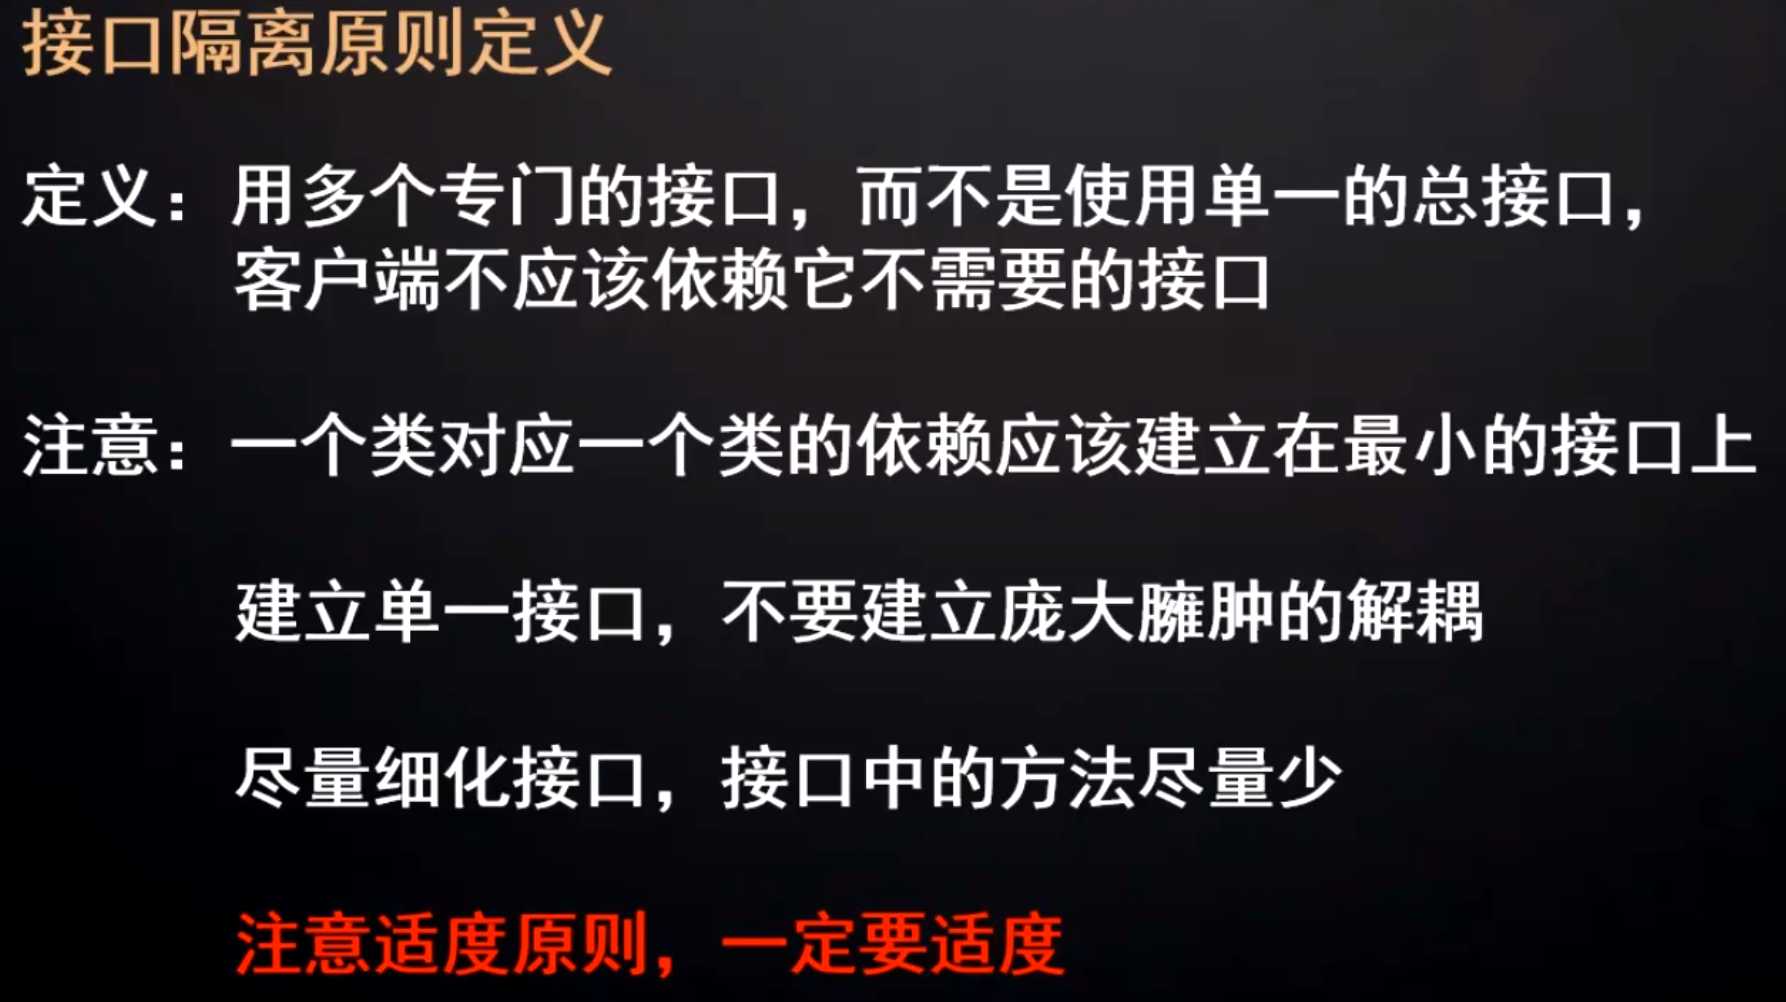 接口隔离原则定义
定义：用多个专门的接口，而不是使用单一的总接口，
客户端不应该依赖它不需要的接口
注意：一个类对应一个类的依赖应该建立在最小的接口上
建立单一接口，不要建立庞大臃肿的解耦
尽量细化接口，接口中的方法尽量少
注意适度原则，一定要适度